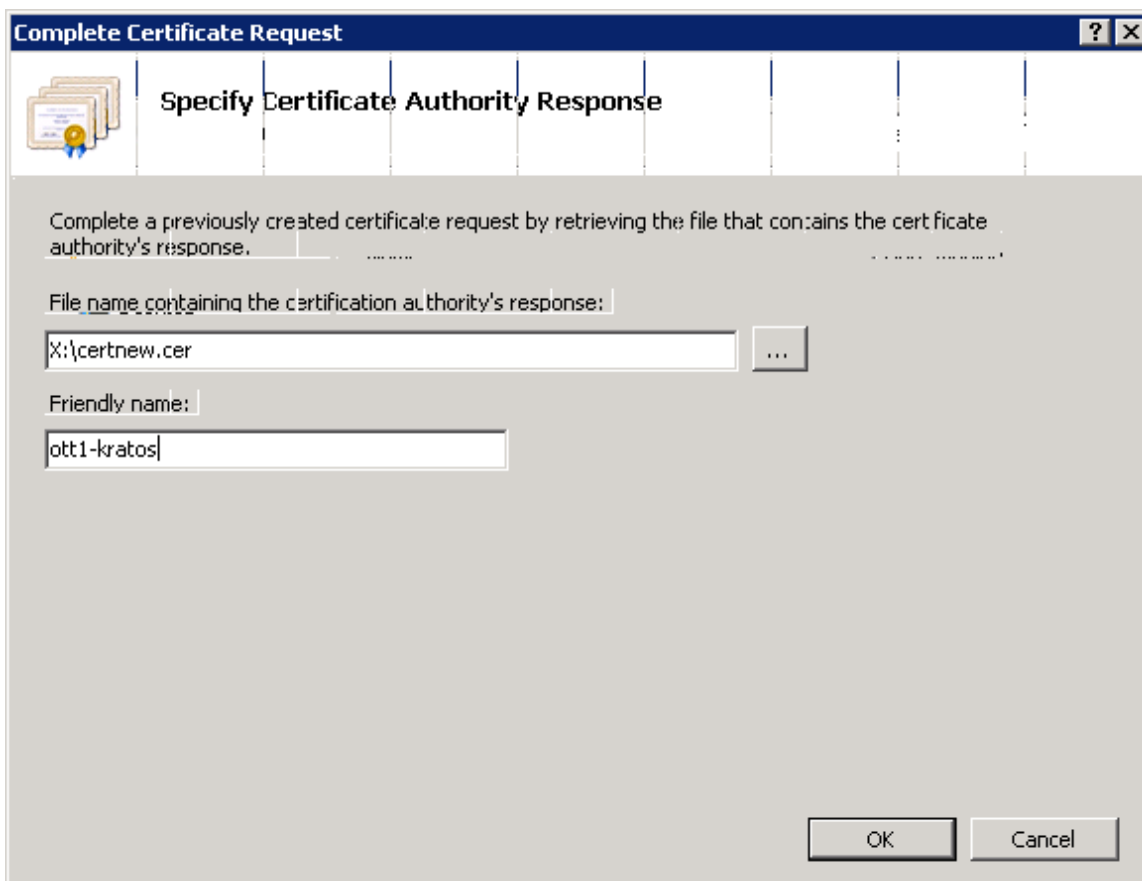 Complete Certificate Request
Specify Certificate Authority Response
Complete a previously created certificate request by retrieving the file that contains the certificate
authority's response.
File name containing the certification authority's response:
X:\certnew.cer
...
Friendly name:
ott1-kratos
OK
Cancel